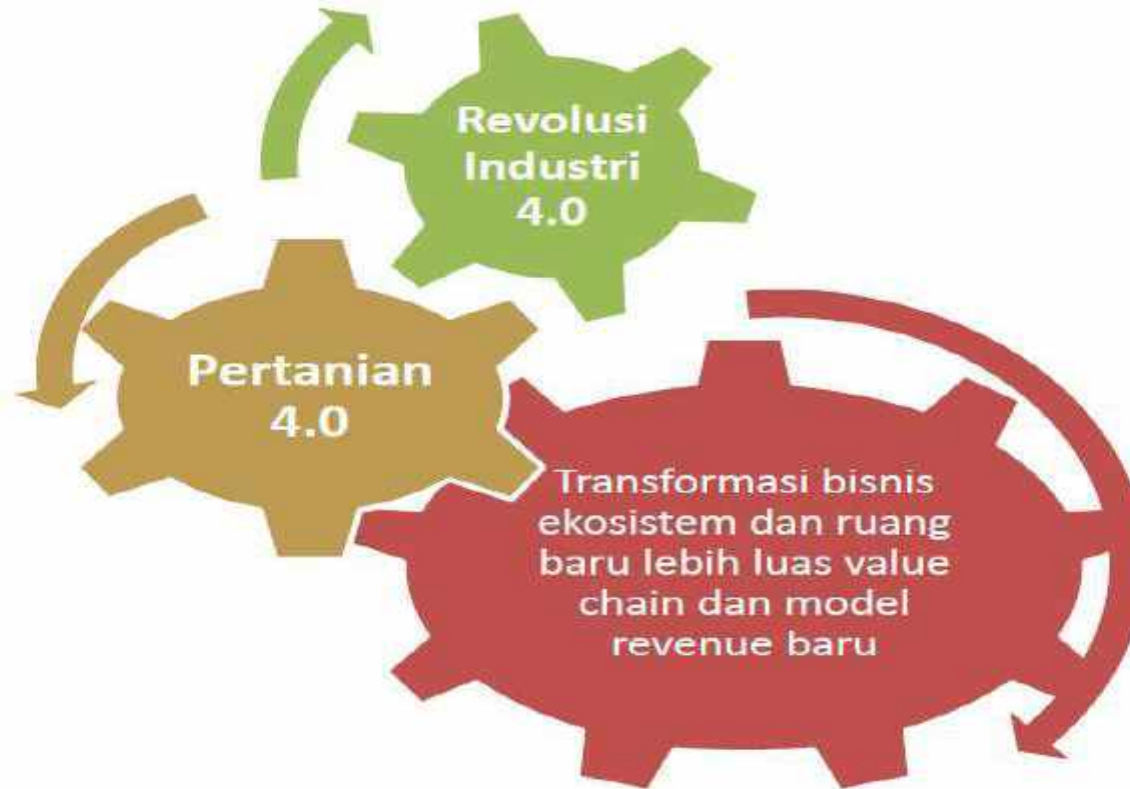 Revolusi
Industri
4.0
Pertanian
4.0
Transformasi bisnis
ekosistem dan ruang
baru lebih luas value
chain dan model
revenue baru